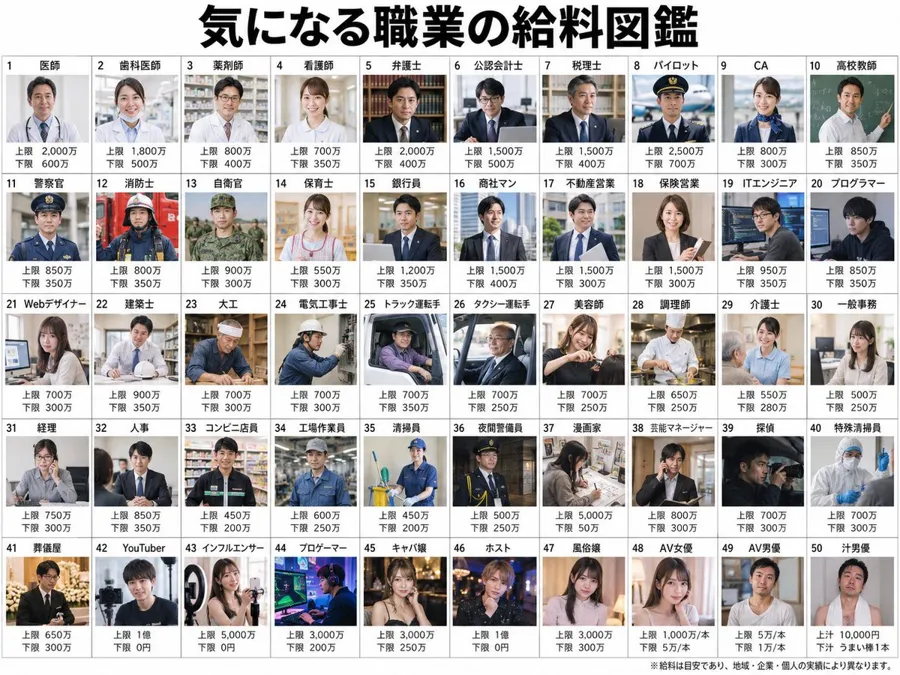 気になる職業の給料図鑑
1 医師
上限 2,000万
下限 600万
2 歯科医師
上限 1,800万
下限 500万
3 薬剤師
上限 800万
下限 400万
4 看護師
上限 700万
下限 350万
5 弁護士
上限 2,000万
下限 400万
6 公認会計士
上限 1,500万
下限 500万
7 税理士
上限 1,500万
下限 400万
8 パイロット
上限 2,500万
下限 700万
9 CA
上限 800万
下限 300万
10 高校教師
上限 850万
下限 350万
11 警察官
上限 850万
下限 350万
12 消防士
上限 800万
下限 350万
13 自衛官
上限 900万
下限 300万
14 保育士
上限 550万
下限 300万
15 銀行員
上限 1,200万
下限 350万
16 商社マン
上限 1,500万
下限 400万
17 不動産営業
上限 1,500万
下限 300万
18 保険営業
上限 1,500万
下限 300万
19 ITエンジニア
上限 950万
下限 350万
20 プログラマー
上限 850万
下限 350万
21 Webデザイナー
上限 700万
下限 300万
22 建築士
上限 900万
下限 350万
23 大工
上限 700万
下限 300万
24 電気工事士
上限 700万
下限 300万
25 トラック運転手
上限 700万
下限 350万
26 タクシー運転手
上限 700万
下限 250万
27 美容師
上限 700万
下限 250万
28 調理師
上限 650万
下限 250万
29 介護士
上限 550万
下限 280万
30 一般事務
上限 500万
下限 250万
31 経理
上限 750万
下限 300万
32 人事
上限 850万
下限 350万
33 コンビニ店員
上限 450万
下限 200万
34 工場作業員
上限 600万
下限 250万
35 清掃員
上限 450万
下限 200万
36 夜間警備員
上限 500万
下限 250万
37 漫画家
上限 5,000万
下限 50万
38 芸能マネージャー
上限 800万
下限 300万
39 探偵
上限 700万
下限 300万
40 特殊清掃員
上限 700万
下限 300万
41 葬儀屋
上限 650万
下限 300万
42 YouTuber
上限 1億
下限 0円
43 インフルエンサー
上限 5,000万
下限 0円
44 プロゲーマー
上限 3,000万
下限 200万
45 キャバ嬢
上限 3,000万
下限 250万
46 ホスト
上限 1億
下限 0円
47 風俗嬢
上限 3,000万
下限 300万
48 AV女優
上限 1,000万/本
下限 5万/本
49 AV男優
上限 5万/本
下限 1万/本
50 汁男優
上汁 10,000円
下汁 うまい棒1本
※給料は目安であり、地域・企業・個人の実績により異なります。